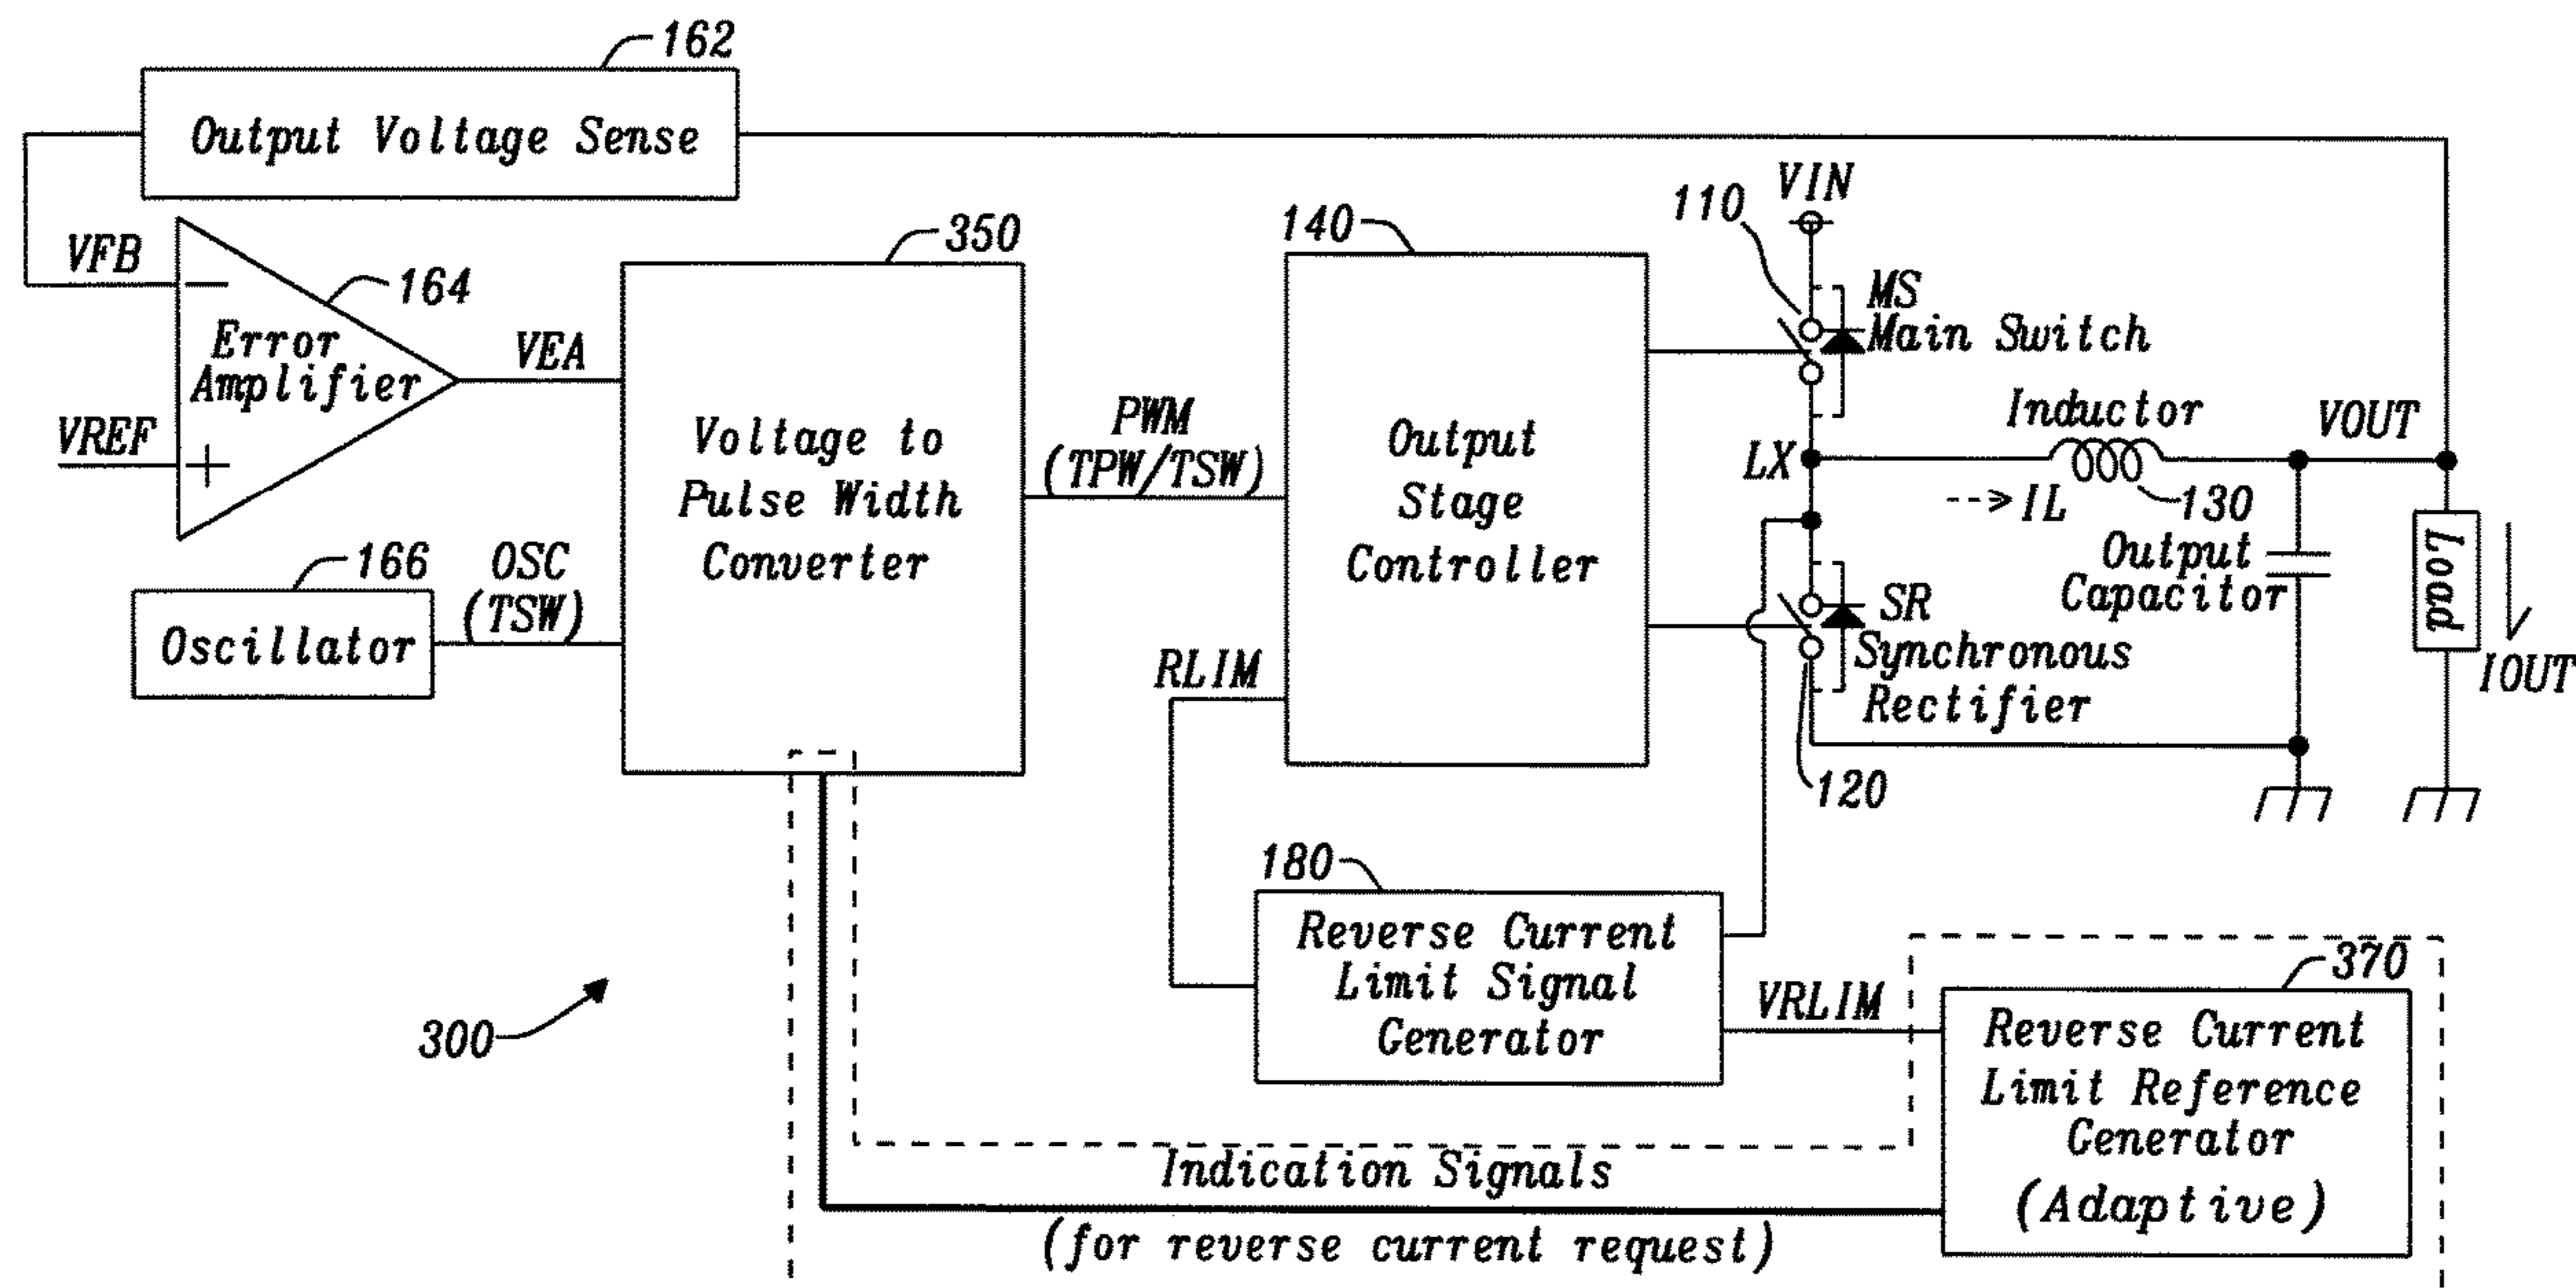 162
Output Voltage Sense
VFB
164
Error
Amplifier
VREF
VEA
350
Voltage to
Pulse Width
Converter
166
Oscillator
OSC
(TSW)
PWM
(TPW/TSW)
140
Output
Stage
Controller
RLIM
110
VIN
MS
Main Switch
LX
Inductor
130
--> IL
VOUT
Output
Capacitor
Load
IOUT
SR
Synchronous
Rectifier
120
180
Reverse Current
Limit Signal
Generator
VRLIM
370
Reverse Current
Limit Reference
Generator
(Adaptive)
300
Indication Signals
(for reverse current request)